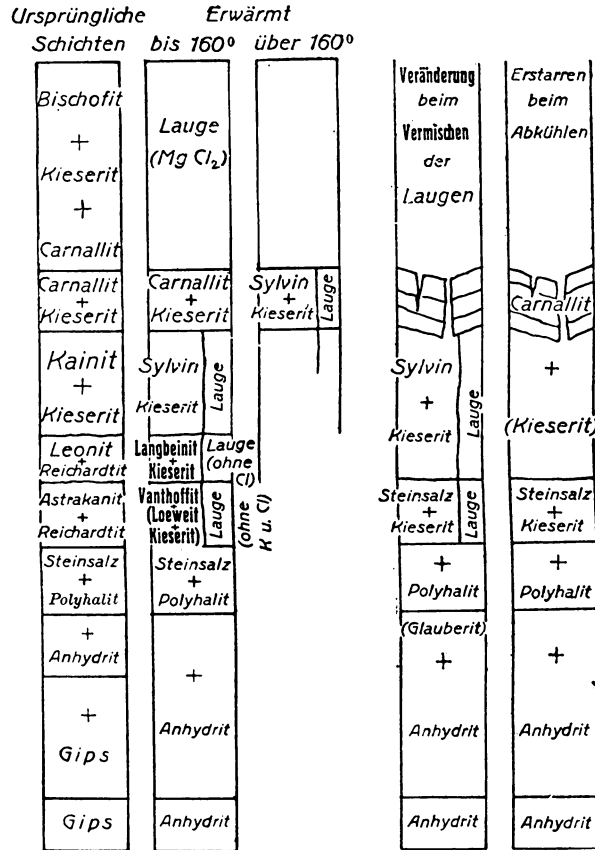 Ursprüngliche
Schichten
Erwärmt
bis 160°
über 160°
Bischofit
+
Kieserit
+
Carnallit
Carnallit
+
Kieserit
Kainit
+
Kieserit
Leonit
+
Reichardtit
Astrakanit
+
Reichardtit
Steinsalz
+
Polyhalit
+
Anhydrit
+
Gips
Gips
Lauge
(Mg Cl₂)
Carnallit
+
Kieserit
Sylvin
Kieserit
Lauge
Langbeinit
+
Kieserit
Lauge
(ohne
Cl)
Vanthoffit
(Loeweit
+
Kieserit)
Lauge
(ohne
K u. Cl)
Steinsalz
+
Polyhalit
+
Anhydrit
Anhydrit
Sylvin
+
Kieserit
Lauge
Veränderung
beim
Vermischen
der
Laugen
Sylvin
+
Kieserit
Lauge
Steinsalz
+
Kieserit
Lauge
+
Polyhalit
(Glauberit)
+
Anhydrit
Anhydrit
Erstarren
beim
Abkühlen
Carnallit
+
(Kieserit)
Steinsalz
+
Kieserit
+
Polyhalit
+
Anhydrit
Anhydrit